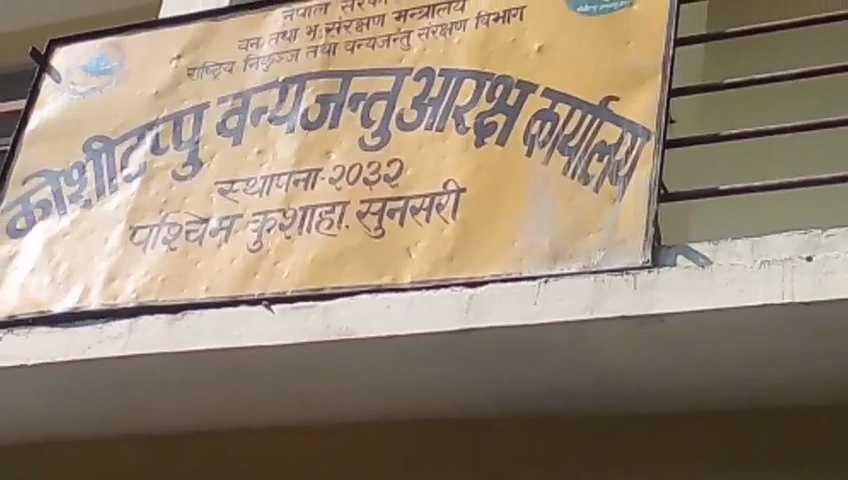 नेपाल सरकार
वन तथा भू-संरक्षण मन्त्रालय
राष्ट्रिय निकुञ्ज तथा वन्यजन्तु संरक्षण विभाग
कोशीटप्पु वन्यजन्तु आरक्ष कार्यालय
स्थापना-२०३२
पश्चिम कुशाहा, सुनसरी